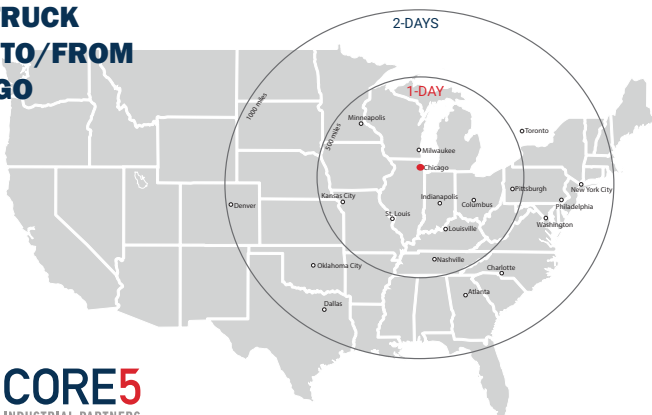 TRUCK
TO/FROM
GO
2-DAYS
1-DAY
1000 miles
500 miles
Minneapolis
Toronto
Milwaukee
Chicago
Pittsburgh
New York City
Kansas City
Indianapolis
Columbus
Philadelphia
Denver
St. Louis
Washington
Louisville
Nashville
Oklahoma City
Charlotte
Atlanta
Dallas
CORE5
INDUSTRIAL PARTNERS